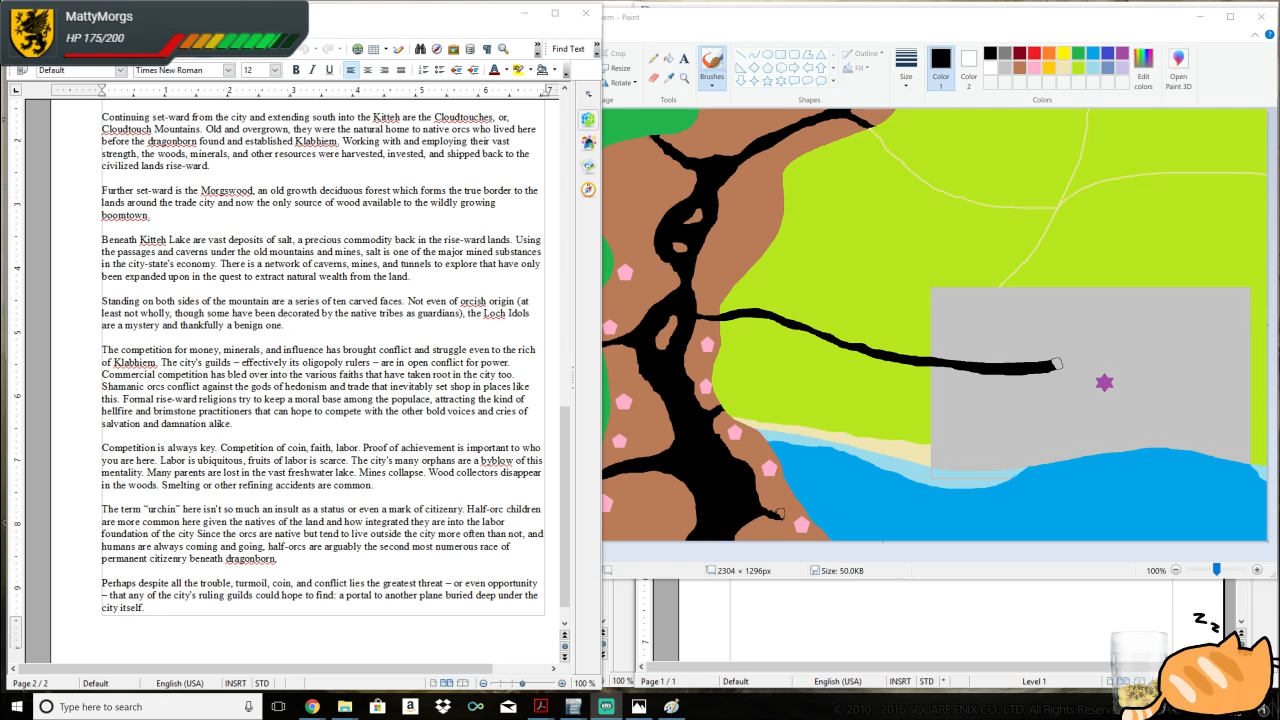 MattyMorgs
HP 175/200
Find Text
Default
Times New Roman
12
Continuing set-ward from the city and extending south into the Kitteh are the Cloudtouches, or,
Cloudtouch Mountains. Old and overgrown, they were the natural home to native orcs who lived here
before the dragonborn found and established Klabhiem. Working with and employing their vast
strength, the woods, minerals, and other resources were harvested, invested, and shipped back to the
civilized lands rise-ward.
Further set-ward is the Morgswood, an old growth deciduous forest which forms the true border to the
lands around the trade city and now the only source of wood available to the wildly growing
boomtown.
Beneath Kitteh Lake are vast deposits of salt, a precious commodity back in the rise-ward lands. Using
the passages and caverns under the old mountains and mines, salt is one of the major mined substances
in the city-state's economy. There is a network of caverns, mines, and tunnels to explore that have only
been expanded upon in the quest to extract natural wealth from the land.
Standing on both sides of the mountain are a series of ten carved faces. Not even of orcish origin (at
least not wholly, though some have been decorated by the native tribes as guardians), the Loch Idols
are a mystery and thankfully a benign one.
The competition for money, minerals, and influence has brought conflict and struggle even to the rich
of Klabhiem. The city's guilds – effectively its oligopoly rulers – are in open conflict for power.
Commercial competition has bled over into the various faiths that have taken root in the city too.
Shamanic orcs conflict against the gods of hedonism and trade that inevitably set shop in places like
this. Formal rise-ward religions try to keep a moral base among the populace, attracting the kind of
hellfire and brimstone practitioners that can hope to compete with the other bold voices and cries of
salvation and damnation alike.
Competition is always key. Competition of coin, faith, labor. Proof of achievement is important to who
you are here. Labor is ubiquitous, fruits of labor is scarce. The city's many orphans are a byblow of this
mentality. Many parents are lost in the vast freshwater lake. Mines collapse. Wood collectors disappear
in the woods. Smelting or other refining accidents are common.
The term “urchin” here isn't so much an insult as a status or even a mark of citizenry. Half-orc children
are more common here given the natives of the land and how integrated they are into the labor
foundation of the city Since the orcs are native but tend to live outside the city more often than not, and
humans are always coming and going, half-orcs are arguably the second most numerous race of
permanent citizenry beneath dragonborn.
Perhaps despite all the trouble, turmoil, coin, and conflict lies the greatest threat – or even opportunity
– that any of the city's ruling guilds could hope to find: a portal to another plane buried deep under the
city itself.
Page 2 / 2
Default
English (USA)
INSRT
STD
100 %
em - Paint
Crop
Resize
Rotate
Tools
Brushes
Outline
Fill
Shapes
Size
Color
1
Color
2
Edit
colors
Open
Paint 3D
Colors
2304 × 1296px
Size: 50.0KB
100%
100 %
Page 1 / 1
Default
English (USA)
INSRT
STD
*
Level 1
100 %
Z Z
Type here to search
© 2010 - 2016 SQUARE ENIX CO., LTD. All Rights Reserved.